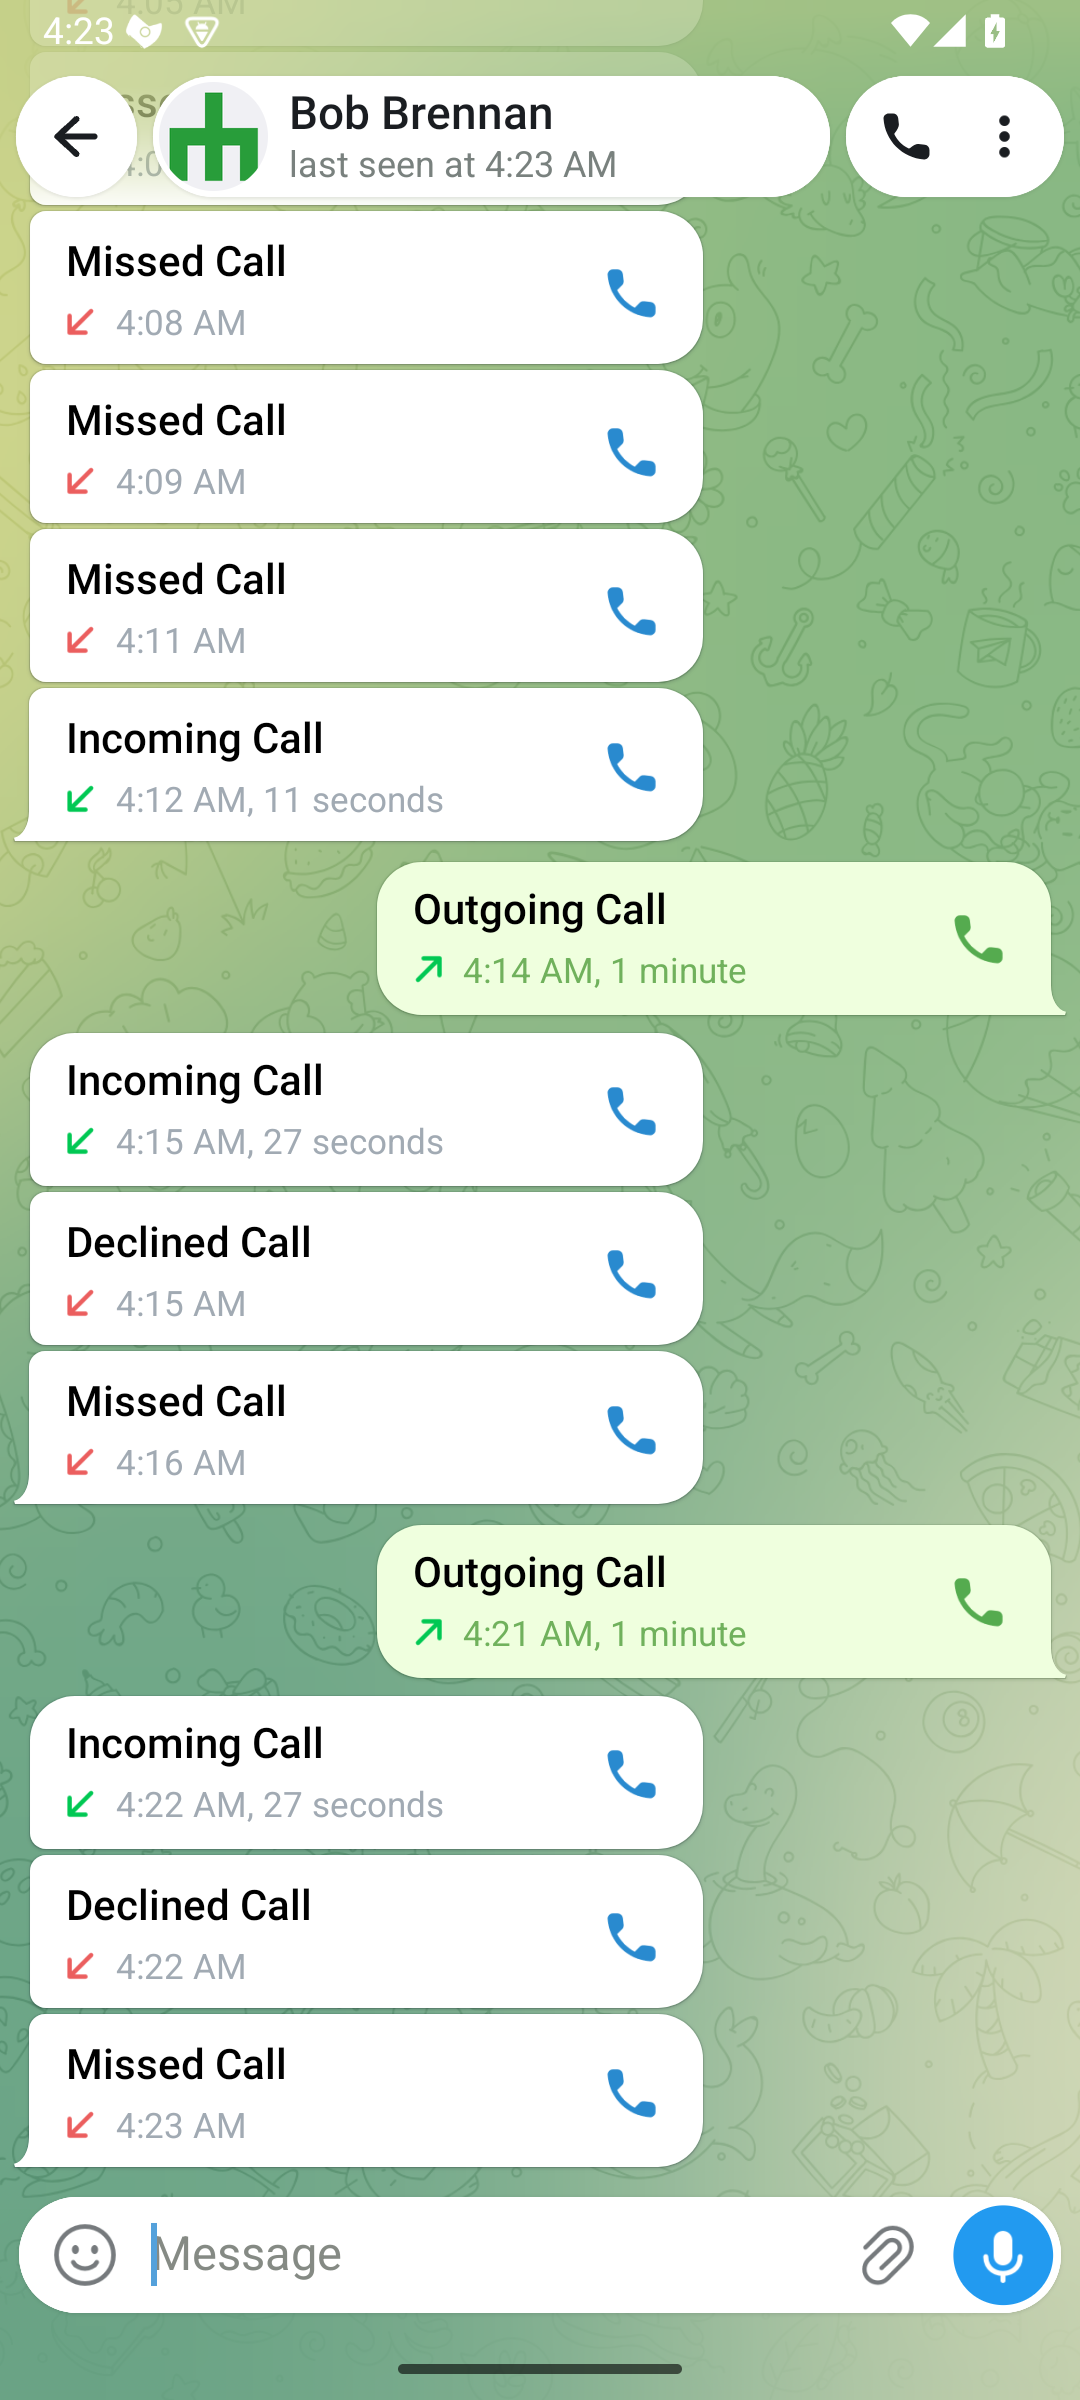 4:23
Bob Brennan
last seen at 4:23 AM
Missed Call
4:08 AM
Missed Call
4:09 AM
Missed Call
4:11 AM
Incoming Call
4:12 AM, 11 seconds
Outgoing Call
4:14 AM, 1 minute
Incoming Call
4:15 AM, 27 seconds
Declined Call
4:15 AM
Missed Call
4:16 AM
Outgoing Call
4:21 AM, 1 minute
Incoming Call
4:22 AM, 27 seconds
Declined Call
4:22 AM
Missed Call
4:23 AM
Message